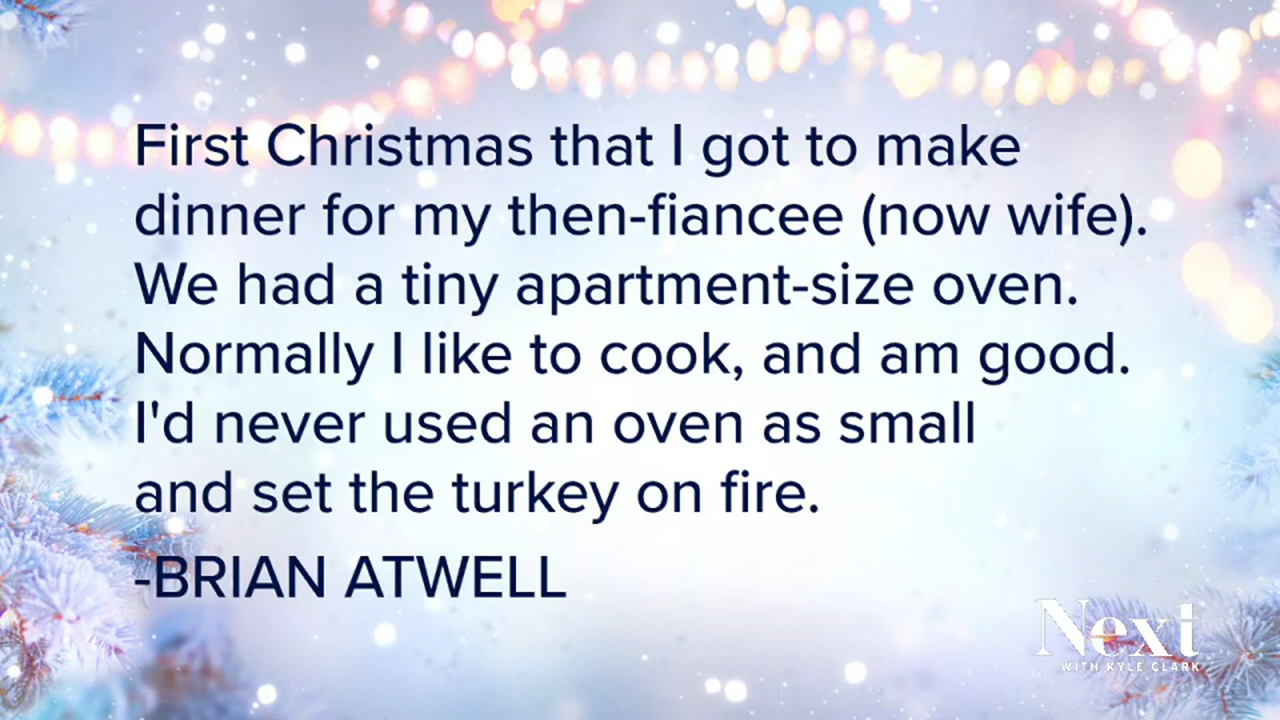 First Christmas that I got to make
dinner for my then-fiancee (now wife).
We had a tiny apartment-size oven.
Normally I like to cook, and am good.
I'd never used an oven as small
and set the turkey on fire.
-BRIAN ATWELL
Next
WITH KYLE CLARK